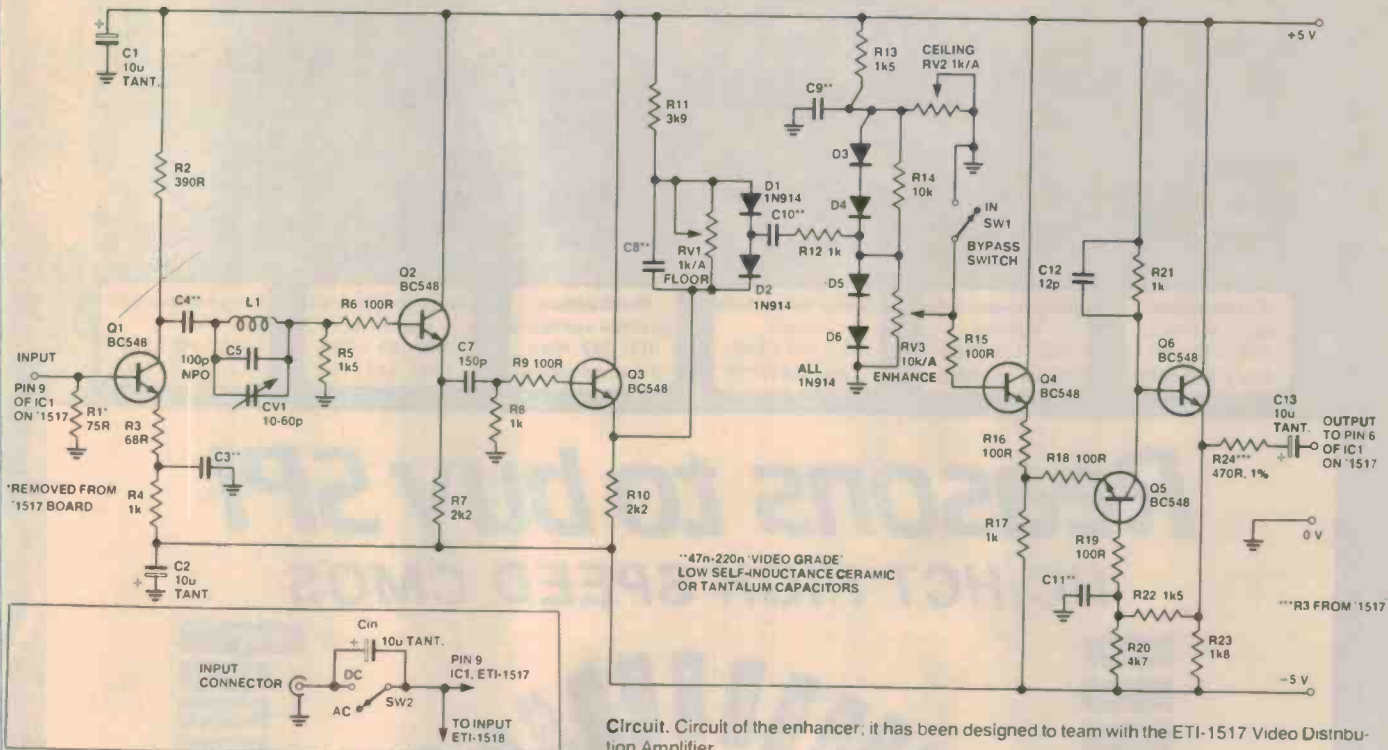 C1
10u
TANT.
R2
390R
Q1
BC548
INPUT
PIN 9
OF IC1
ON '1517
R1*
75R
*REMOVED FROM
'1517 BOARD
R3
68R
C3**
R4
1k
C2
10u
TANT
C4**
L1
100p
NPO
C5
CV1
10-60p
R5
1k5
R6 100R
Q2
BC548
C7
150p
R7
2k2
R8
1k
R9 100R
Q3
BC548
R10
2k2
R11
3k9
C8**
RV1
1k/A
FLOOR
D1
1N914
C10**
D2
1N914
R12 1k
C9**
R13
1k5
CEILING
RV2 1k/A
D3
D4
R14
10k
D5
D6
ALL
1N914
RV3
10k/A
ENHANCE
IN
SW1
BYPASS
SWITCH
R15
100R
Q4
BC548
R16
100R
R18 100R
R17
1k
Q5
BC548
R19
100R
C11**
R22 1k5
R20
4k7
R23
1k8
C12
12p
R21
1k
Q6
BC548
C13
10u
TANT.
R24***
470R, 1%
OUTPUT
TO PIN 6
OF IC1
ON '1517
+5 V
0 V
-5 V
***R3 FROM '1517
**47n-220n 'VIDEO GRADE'
LOW SELF-INDUCTANCE CERAMIC
OR TANTALUM CAPACITORS
INPUT
CONNECTOR
Cin
10u TANT.
DC
AC
SW2
PIN 9
IC1, ETI-1517
TO INPUT
ETI-1518
Circuit. Circuit of the enhancer; it has been designed to team with the ETI-1517 Video Distribu-
tion Amplifier.